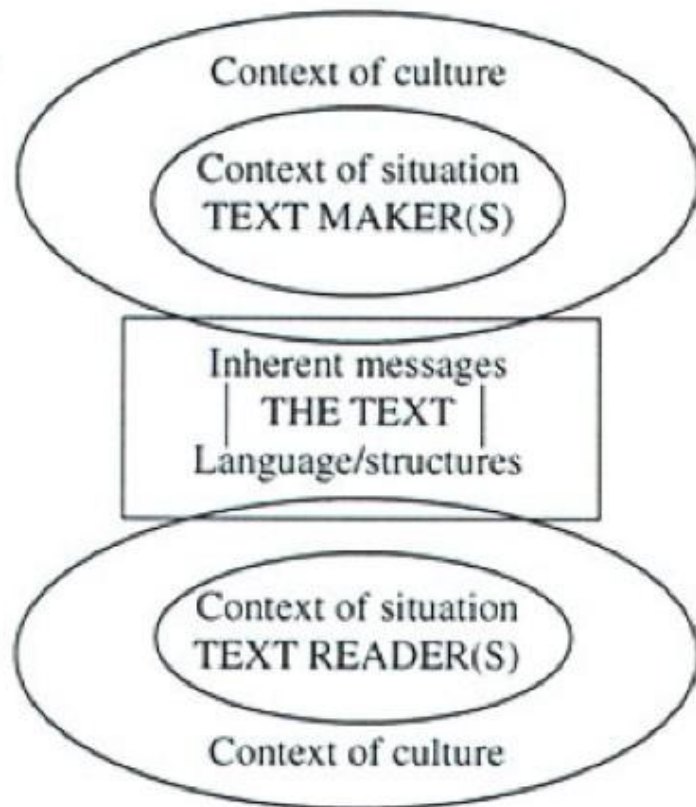 Context of culture
Context of situation
TEXT MAKER(S)
Inherent messages
THE TEXT
Language/structures
Context of situation
TEXT READER(S)
Context of culture